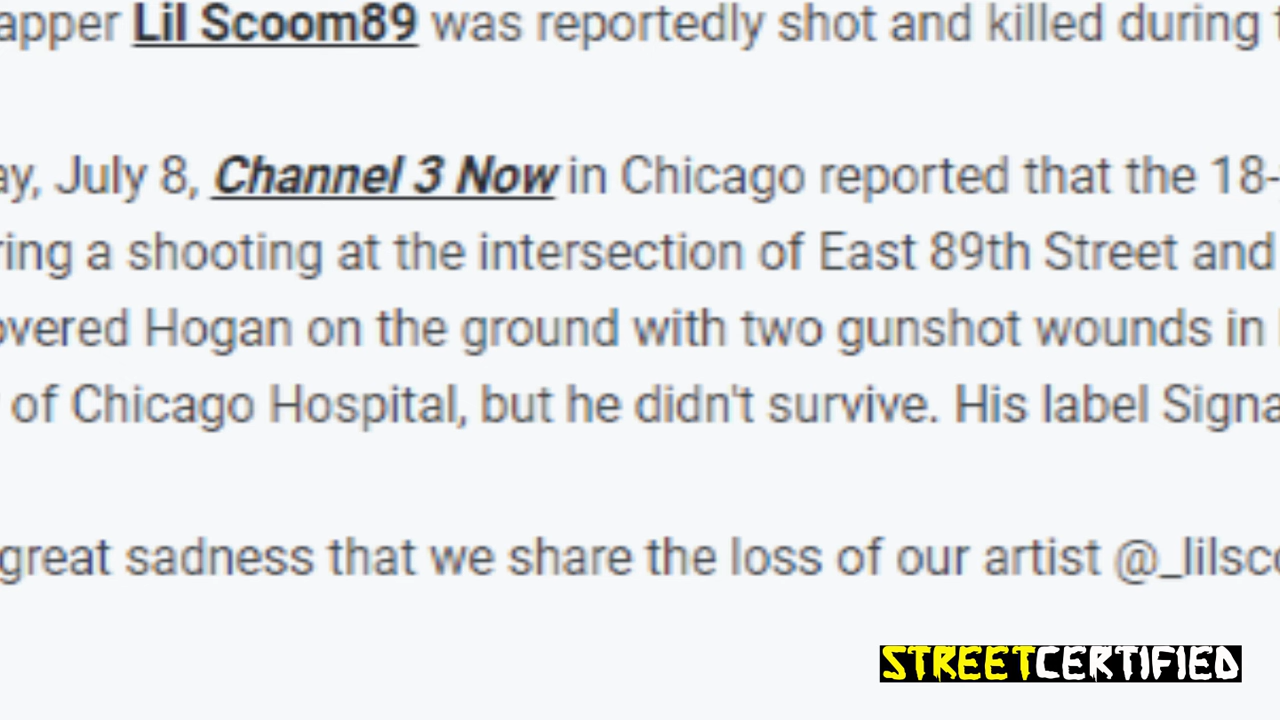 apper Lil Scoom89 was reportedly shot and killed during
ay, July 8, Channel 3 Now in Chicago reported that the 18-
ring a shooting at the intersection of East 89th Street and
overed Hogan on the ground with two gunshot wounds in
of Chicago Hospital, but he didn't survive. His label Signa
great sadness that we share the loss of our artist @_lilsco
STREETCERTIFIED